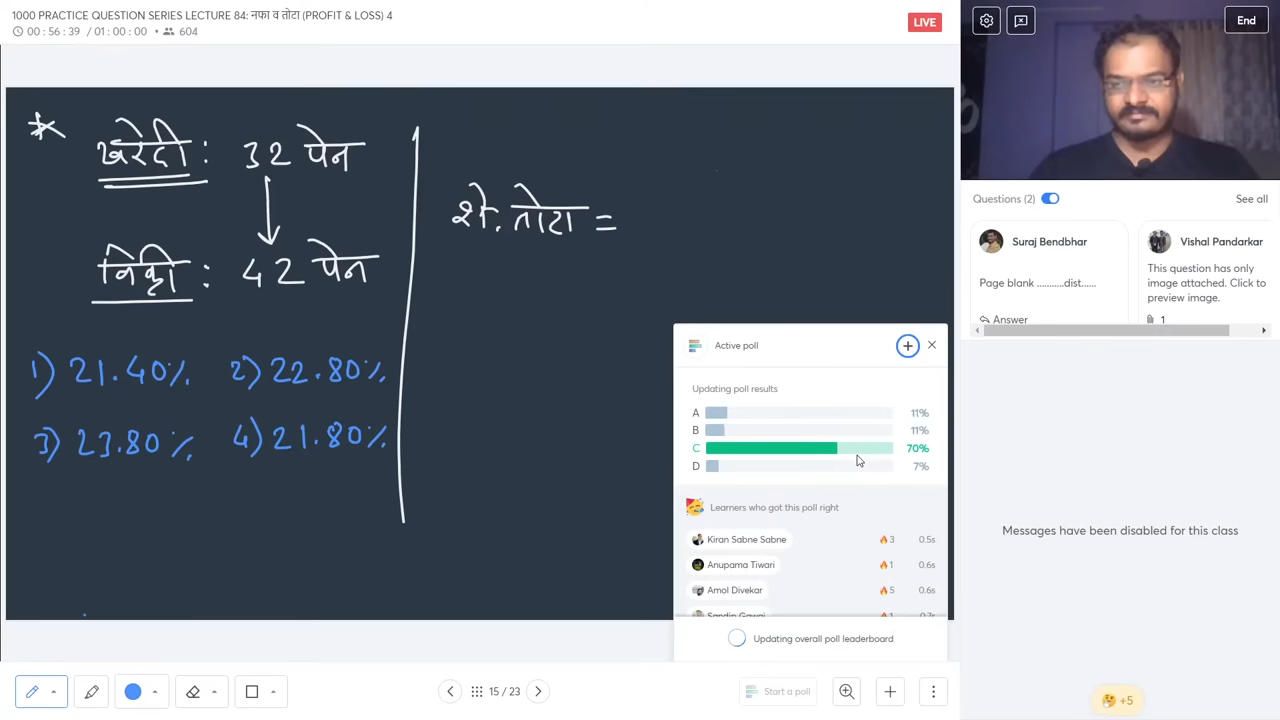 1000 PRACTICE QUESTION SERIES LECTURE 84: नफा व तोटा (PROFIT & LOSS) 4
00 : 56 : 39 / 01 : 00 : 00 • 604
LIVE
End
खरेदी : 32 पेन
विक्री : 42 पेन
1) 21.40% 2) 22.80%
3) 23.80% 4) 21.80%
शे. तोटा =
Active poll
Updating poll results
A 11%
B 11%
C 70%
D 7%
Learners who got this poll right
Kiran Sabne Sabne 3 0.5s
Anupama Tiwari 1 0.6s
Amol Divekar 5 0.6s
Sandip Gawai 1 0.7s
Updating overall poll leaderboard
Questions (2) See all
Suraj Bendbhar
Page blank ...........dist......
Answer
Vishal Pandarkar
This question has only
image attached. Click to
preview image.
1
Messages have been disabled for this class
15 / 23
Start a poll
+5